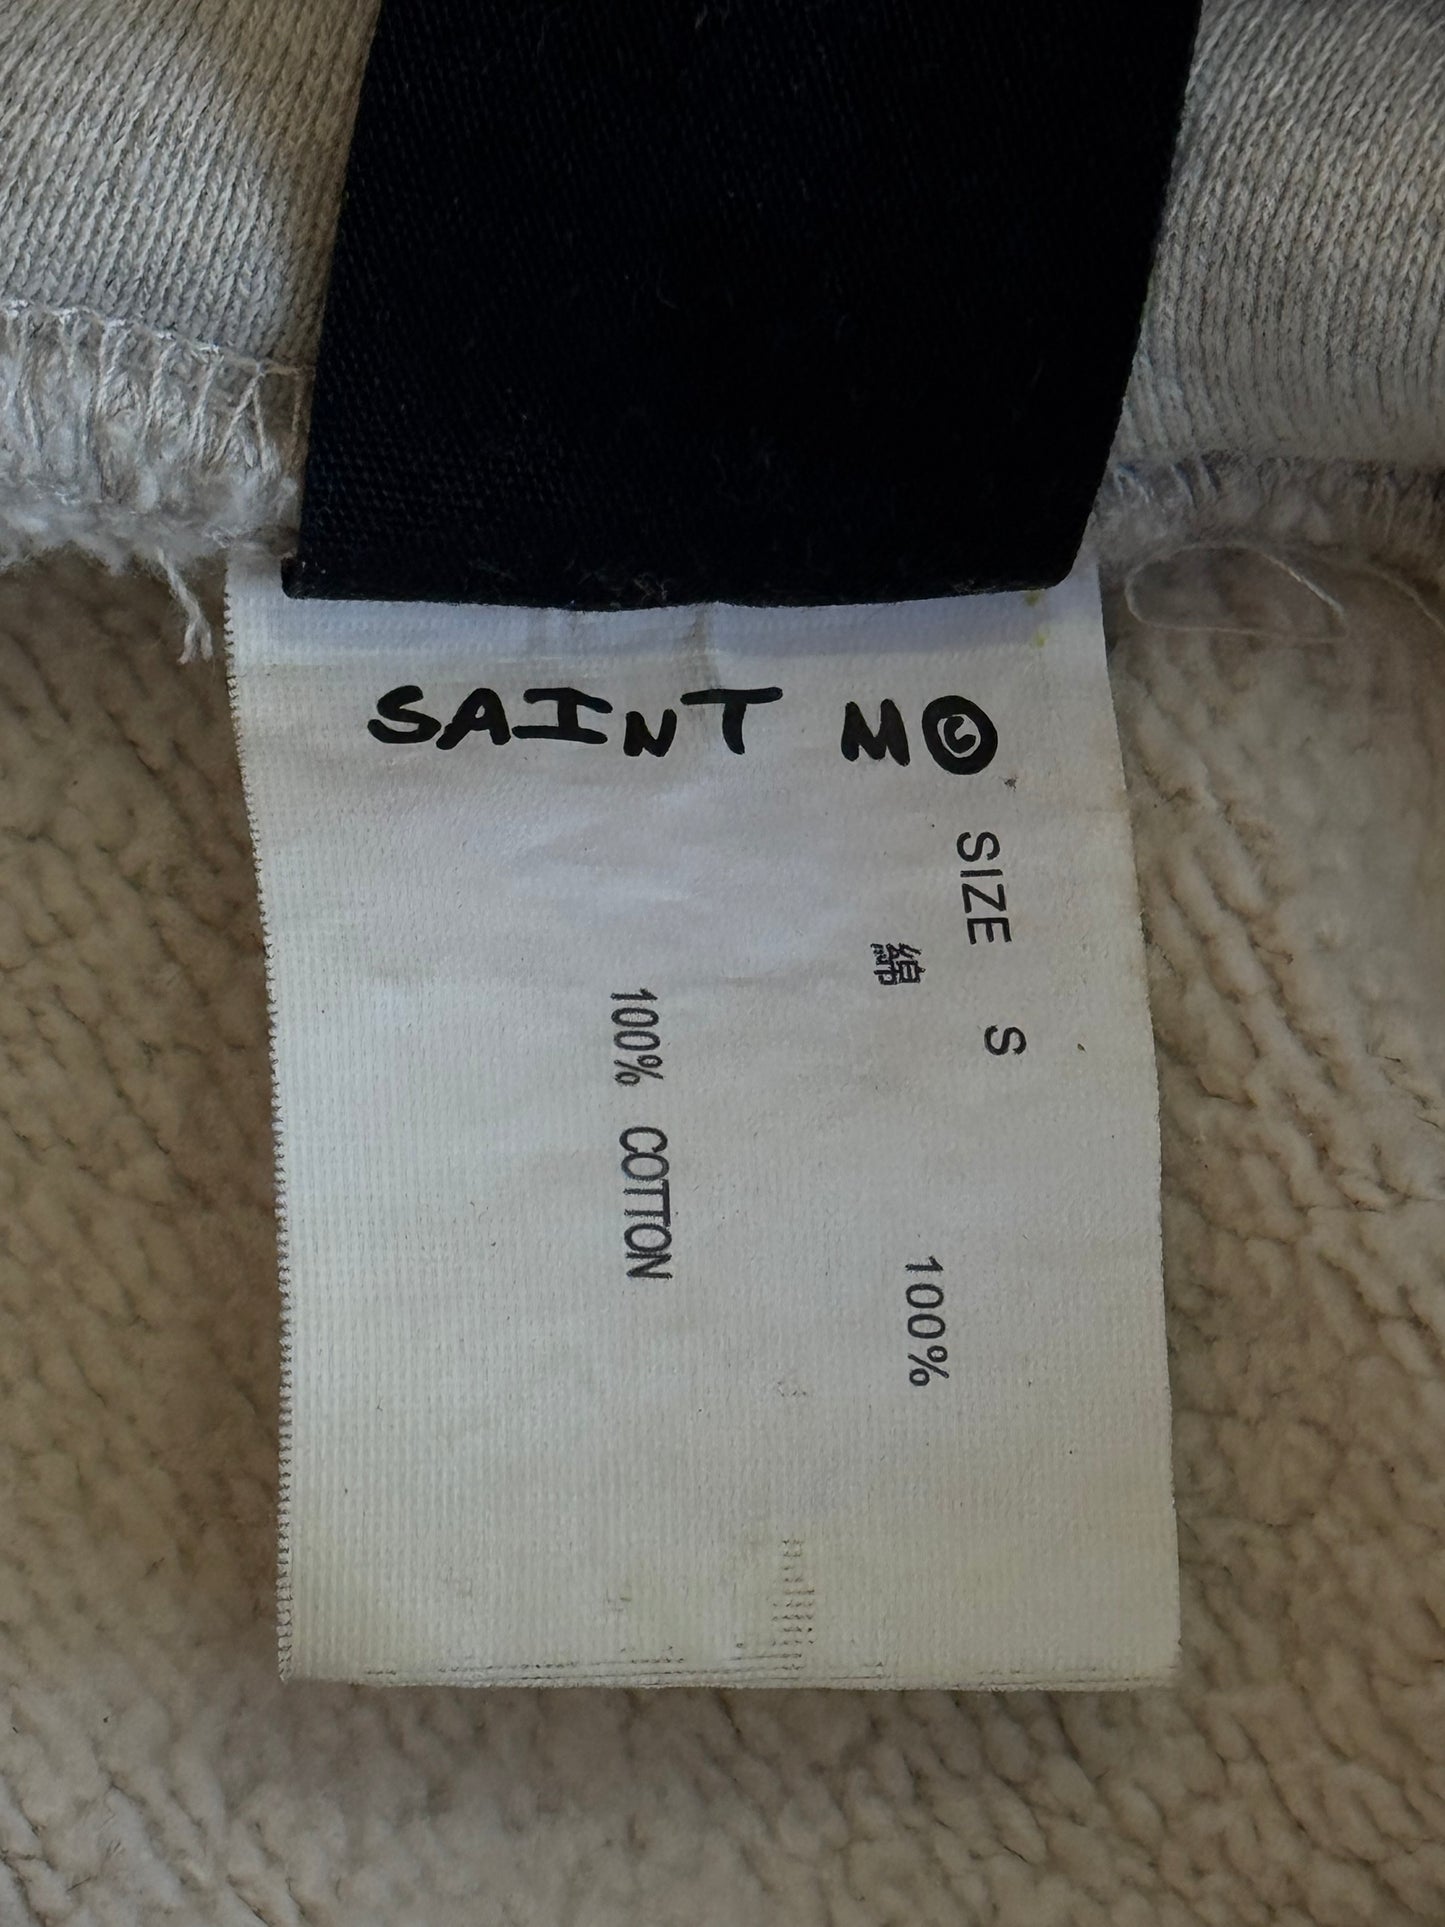 SAINT M©
SIZE S
綿 100%
100% COTTON